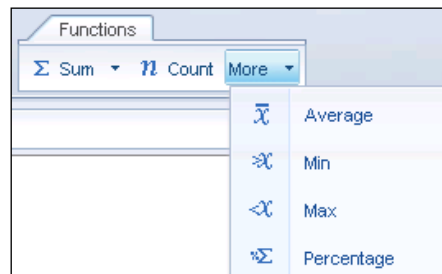 Functions
Σ Sum n Count More
x̅ Average
≥x Min
<x Max
%Σ Percentage